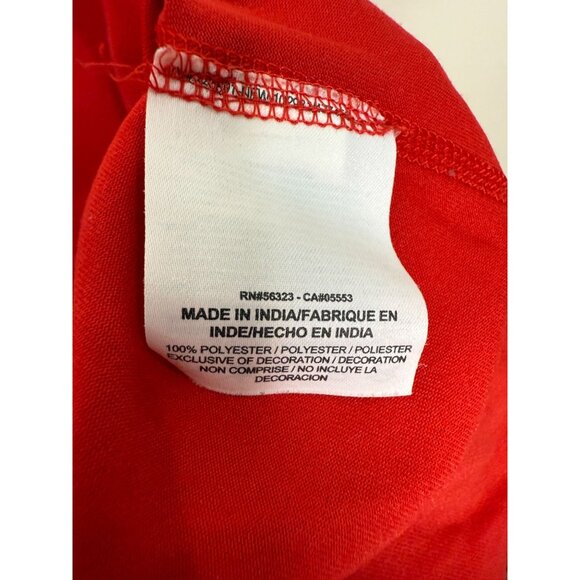 RN#56323 - CA#05553
MADE IN INDIA/FABRIQUE EN
INDE/HECHO EN INDIA
100% POLYESTER / POLYESTER / POLIESTER
EXCLUSIVE OF DECORATION / DECORATION
NON COMPRISE / NO INCLUYE LA
DECORACION